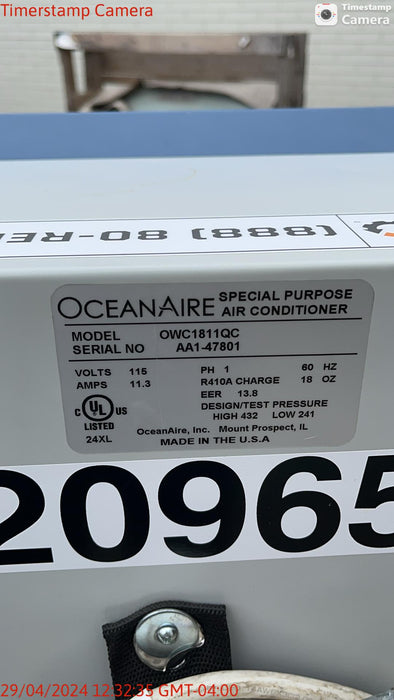 Timerstamp Camera
Timestamp
Camera
(888) 80-RE
OCEANAIRE SPECIAL PURPOSE
AIR CONDITIONER
MODEL OWC1811QC
SERIAL NO AA1-47801
VOLTS 115 PH 1 60 HZ
AMPS 11.3 R410A CHARGE 18 OZ
EER 13.8
DESIGN/TEST PRESSURE
HIGH 432 LOW 241
C UL US
LISTED
24XL
OceanAire, Inc. Mount Prospect, IL
MADE IN THE U.S.A
20965
29/04/2024 12:32:35 GMT-04:00